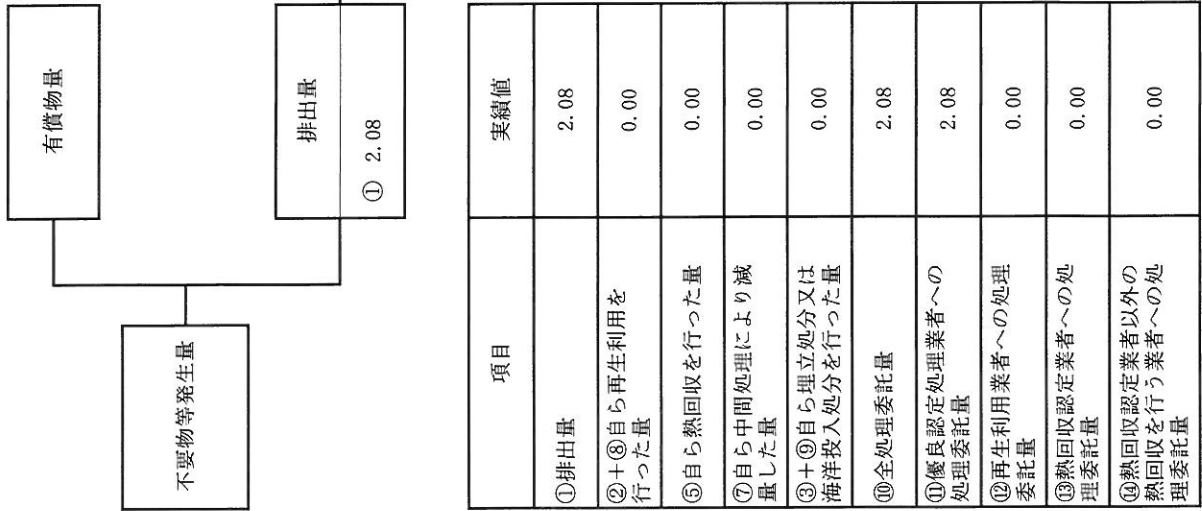 有償物量
不要物等発生量
排出量
① 2.08
項目
実績値
①排出量
2.08
②+⑧自ら再生利用を
行った量
0.00
⑤自ら熱回収を行った量
0.00
⑦自ら中間処理により減
量した量
0.00
③+⑨自ら埋立処分又は
海洋投入処分を行った量
0.00
⑩全処理委託量
2.08
⑪優良認定処理業者への
処理委託量
2.08
⑫再生利用業者への処理
委託量
0.00
⑬熱回収認定業者への処
理委託量
0.00
⑭熱回収認定業者以外の
熱回収を行う業者への処
理委託量
0.00